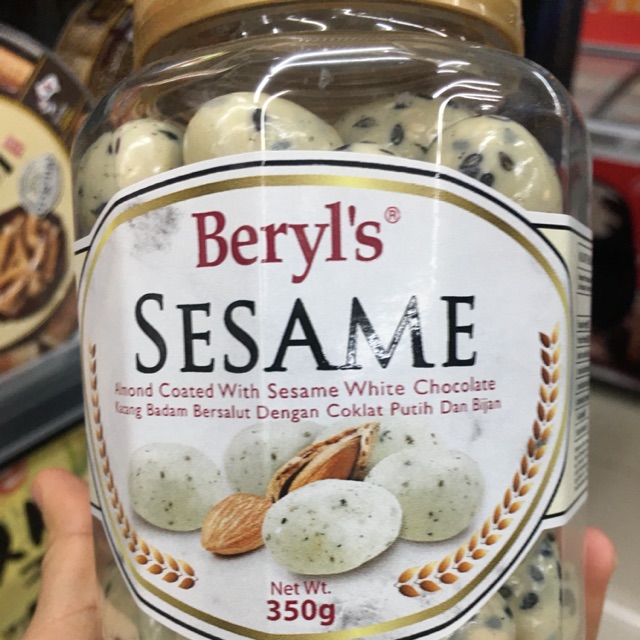 Beryl's®
SESAME
Almond Coated With Sesame White Chocolate
Kacang Badam Bersalut Dengan Coklat Putih Dan Bijan
Net Wt.
350g